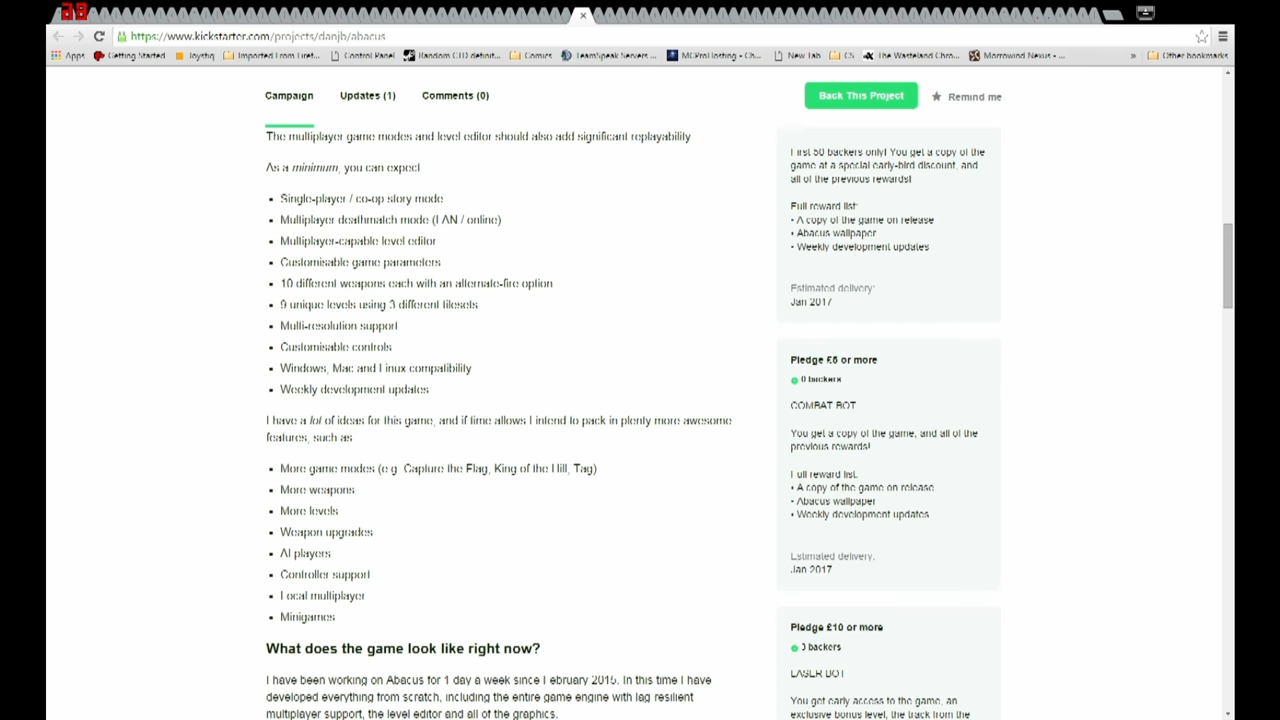 28
https://www.kickstarter.com/projects/danjb/abacus
Apps Getting Started Joystiq Imported From Firef... Control Panel Random CTD definit... Comics TeamSpeak Servers ... MCProHosting - Ch... New Tab CS The Wasteland Chro... Morrowind Nexus - ... » Other bookmarks
Campaign Updates (1) Comments (0) Back This Project Remind me
The multiplayer game modes and level editor should also add significant replayability
As a minimum, you can expect
Single-player / co-op story mode
Multiplayer deathmatch mode (LAN / online)
Multiplayer-capable level editor
Customisable game parameters
10 different weapons each with an alternate-fire option
9 unique levels using 3 different tilesets
Multi-resolution support
Customisable controls
Windows, Mac and Linux compatibility
Weekly development updates
I have a lot of ideas for this game, and if time allows I intend to pack in plenty more awesome
features, such as
More game modes (e.g. Capture the Flag, King of the Hill, Tag)
More weapons
More levels
Weapon upgrades
AI players
Controller support
Local multiplayer
Minigames
What does the game look like right now?
I have been working on Abacus for 1 day a week since February 2015. In this time I have
developed everything from scratch, including the entire game engine with lag resilient
multiplayer support, the level editor and all of the graphics.
First 50 backers only! You get a copy of the
game at a special early-bird discount, and
all of the previous rewards!
Full reward list:
• A copy of the game on release
• Abacus wallpaper
• Weekly development updates
Estimated delivery:
Jan 2017
Pledge £5 or more
0 backers
COMBAT BOT
You get a copy of the game, and all of the
previous rewards!
Full reward list:
• A copy of the game on release
• Abacus wallpaper
• Weekly development updates
Estimated delivery:
Jan 2017
Pledge £10 or more
3 backers
LASER BOT
You get early access to the game, an
exclusive bonus level, the track from the